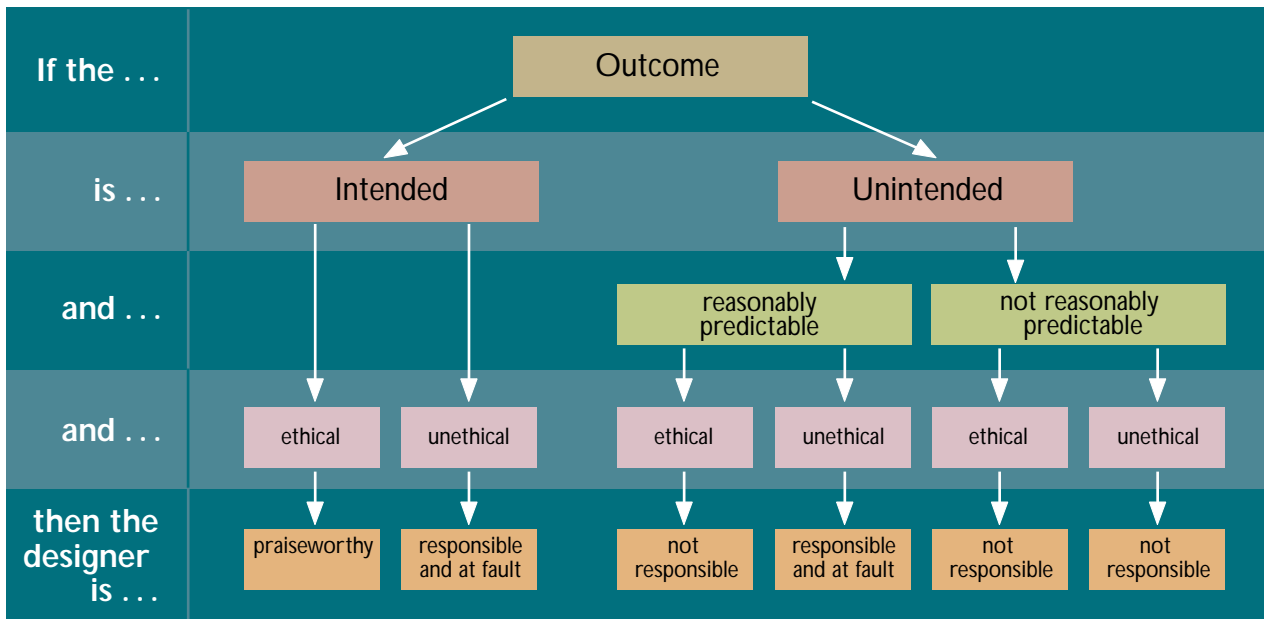 If the . . .
Outcome
is . . .
Intended
Unintended
and . . .
reasonably
predictable
not reasonably
predictable
and . . .
ethical
unethical
ethical
unethical
ethical
unethical
then the
designer
is . . .
praiseworthy
responsible
and at fault
not
responsible
responsible
and at fault
not
responsible
not
responsible